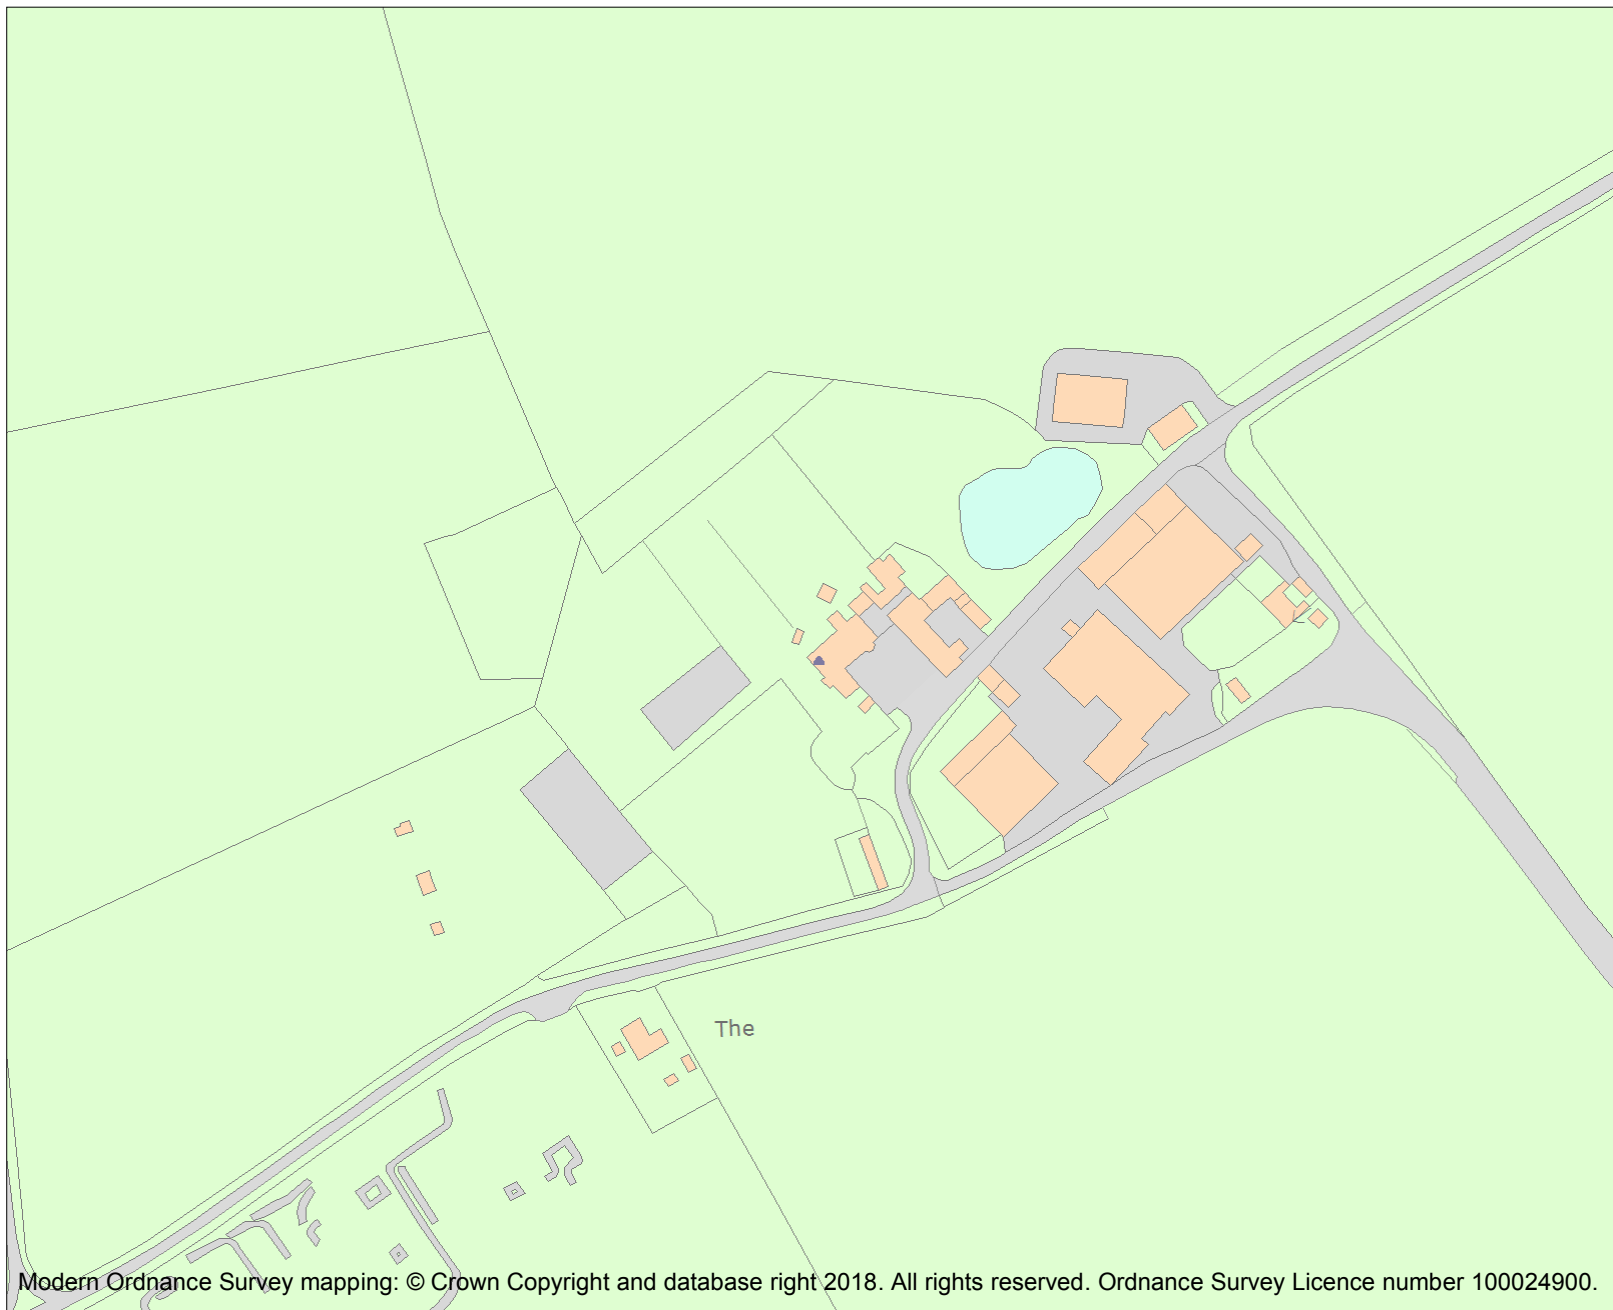 The
Modern Ordnance Survey mapping: © Crown Copyright and database right 2018. All rights reserved. Ordnance Survey Licence number 100024900.